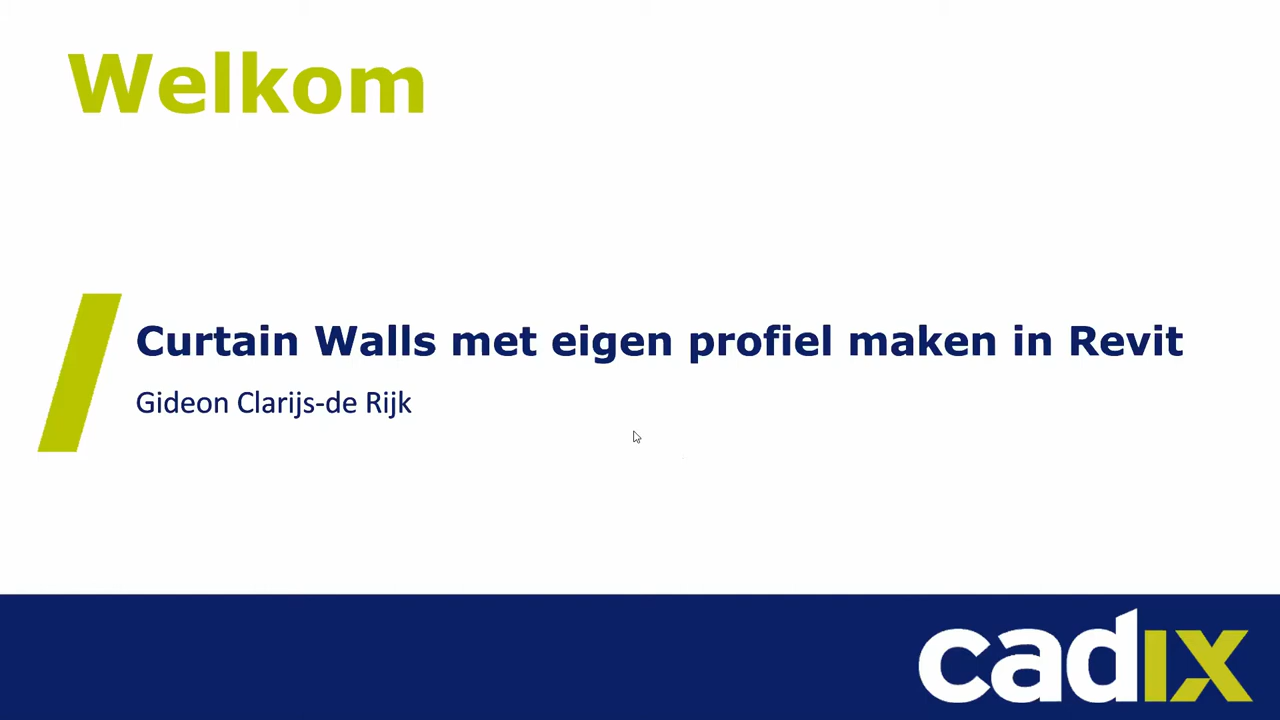 Welkom
Curtain Walls met eigen profiel maken in Revit
Gideon Clarijs-de Rijk
cadix